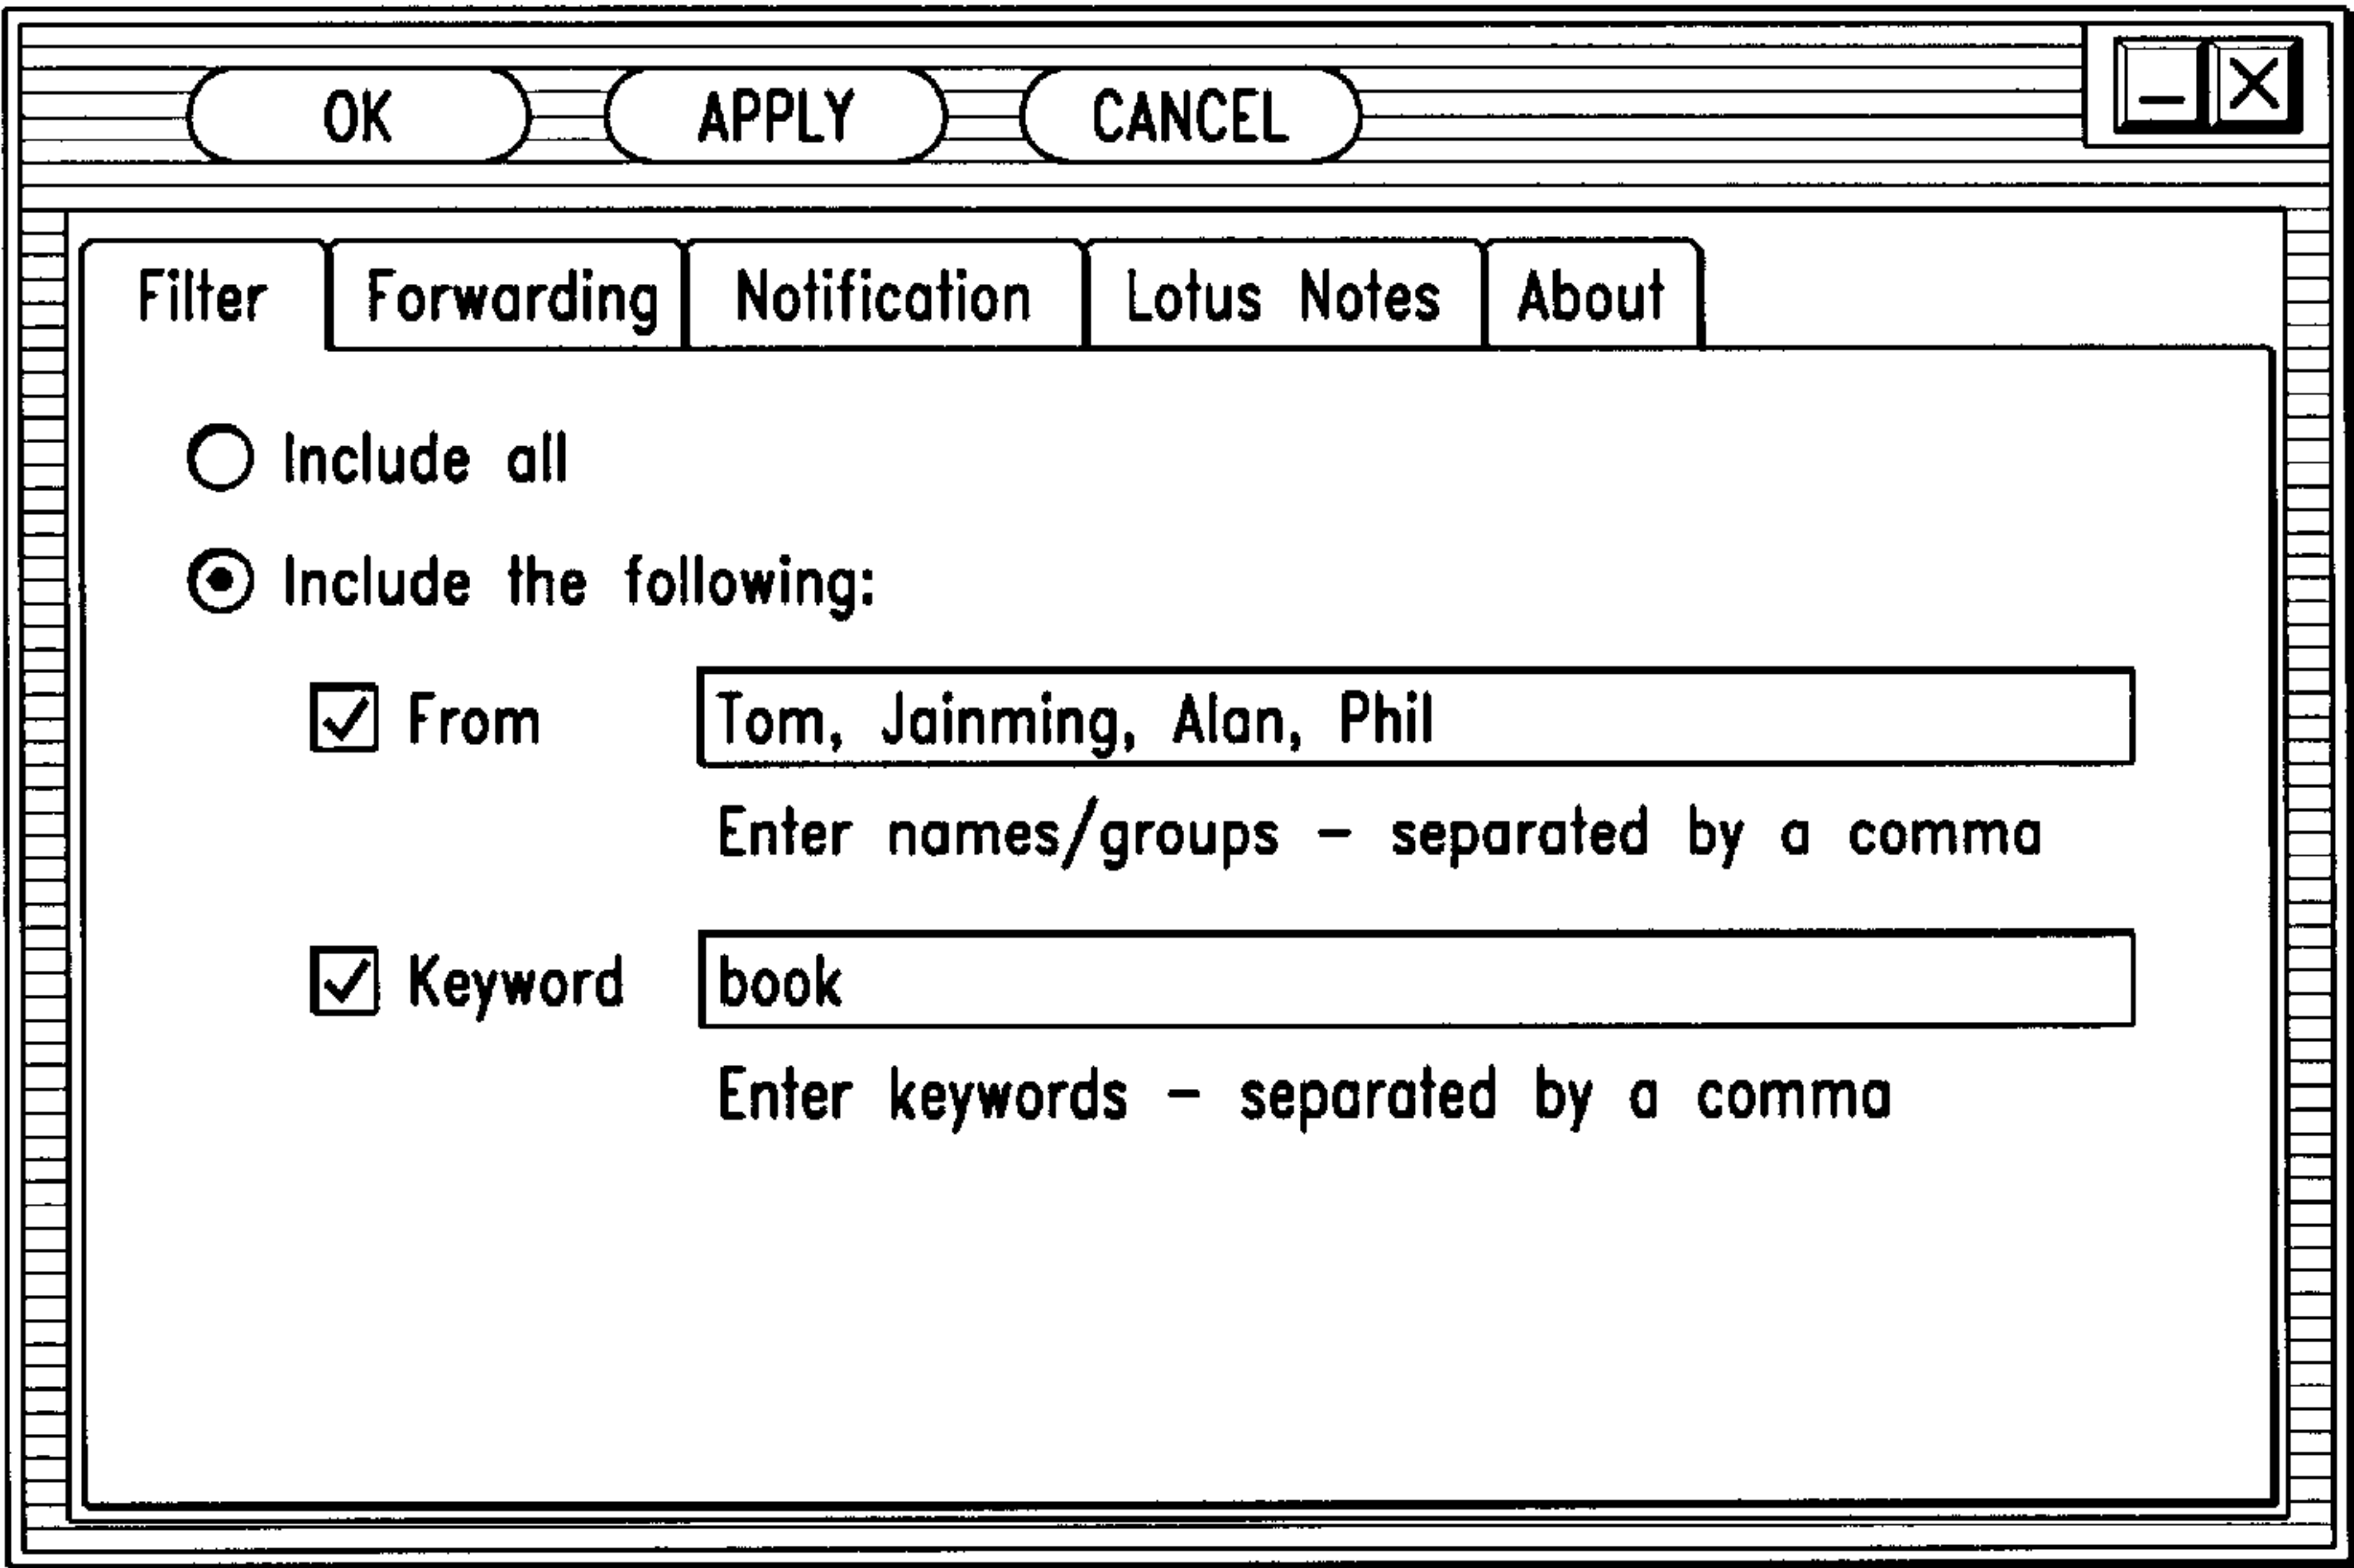 OK APPLY CANCEL
Filter Forwarding Notification Lotus Notes About
Include all
Include the following:
From Tom, Jainming, Alan, Phil
Enter names/groups – separated by a comma
Keyword book
Enter keywords – separated by a comma